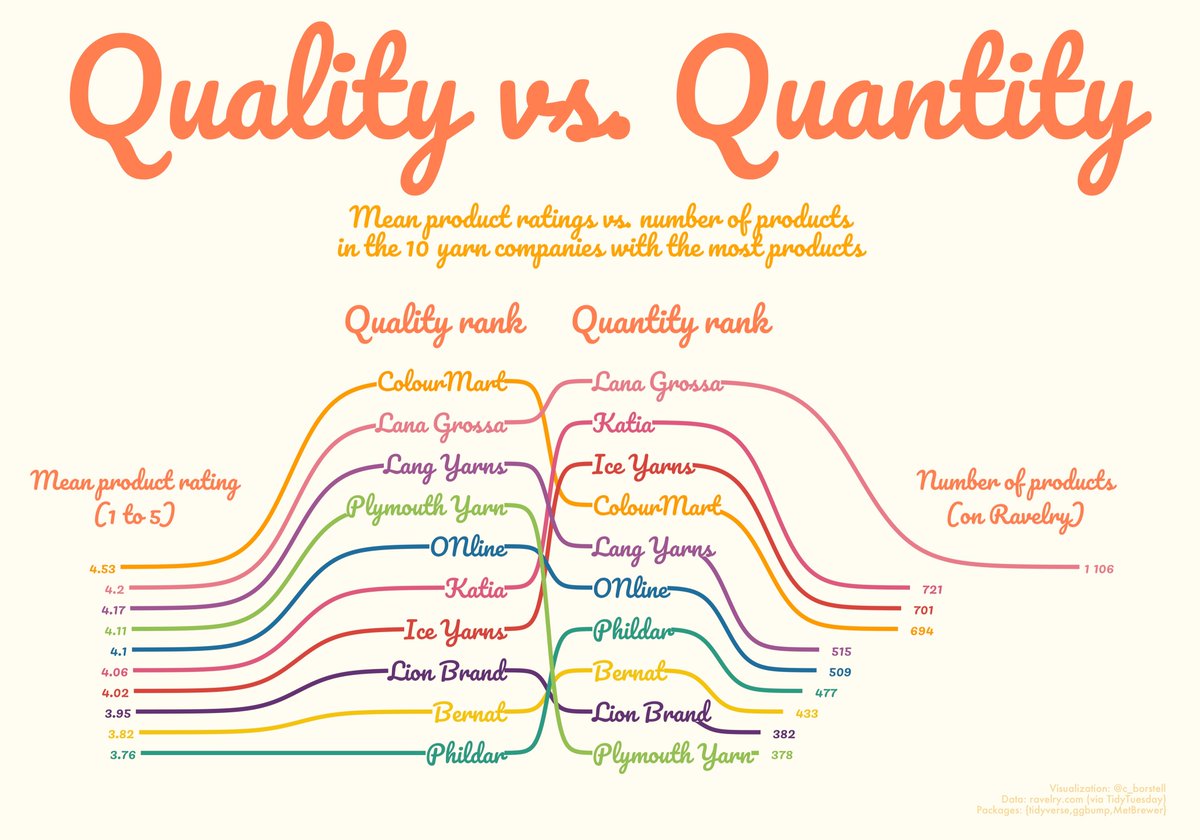 Quality vs. Quantity
Mean product ratings vs. number of products
in the 10 yarn companies with the most products
Quality rank
Quantity rank
Mean product rating
(1 to 5)
4.53
4.2
4.17
4.11
4.1
4.06
4.02
3.95
3.82
3.76
ColourMart
Lana Grossa
Lang Yarns
Plymouth Yarn
ONline
Katia
Ice Yarns
Lion Brand
Bernat
Phildar
Lana Grossa
Katia
Ice Yarns
ColourMart
Lang Yarns
ONline
Phildar
Bernat
Lion Brand
Plymouth Yarn
Number of products
(on Ravelry)
1 106
721
701
694
515
509
477
433
382
378
Visualization: @c_borstell
Data: ravelry.com (via TidyTuesday)
Packages: {tidyverse,ggbump,MetBrewer}